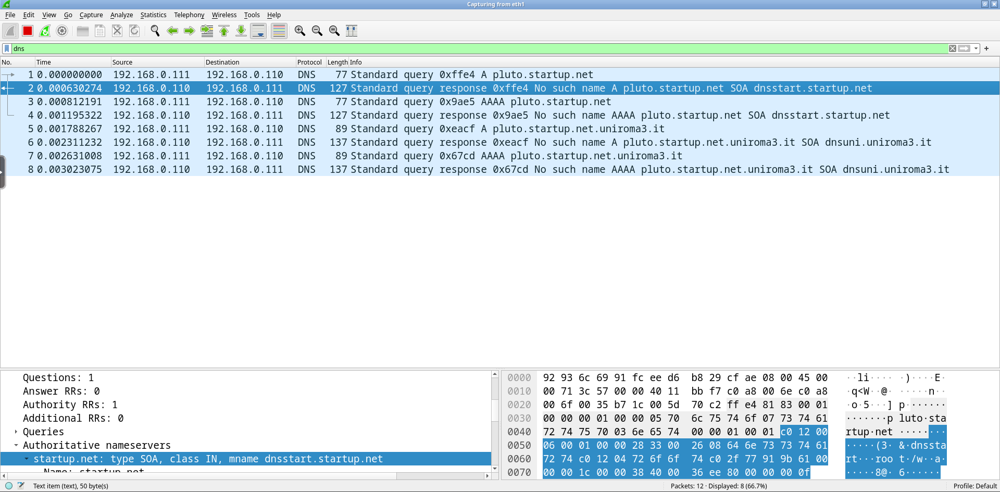 Capturing from eth1
File Edit View Go Capture Analyze Statistics Telephony Wireless Tools Help
dns
No. Time Source Destination Protocol Length Info
1 0.000000000 192.168.0.111 192.168.0.110 DNS 77 Standard query 0xffe4 A pluto.startup.net
2 0.000630274 192.168.0.110 192.168.0.111 DNS 127 Standard query response 0xffe4 No such name A pluto.startup.net SOA dnsstart.startup.net
3 0.000812191 192.168.0.111 192.168.0.110 DNS 77 Standard query 0x9ae5 AAAA pluto.startup.net
4 0.001195322 192.168.0.110 192.168.0.111 DNS 127 Standard query response 0x9ae5 No such name AAAA pluto.startup.net SOA dnsstart.startup.net
5 0.001788267 192.168.0.111 192.168.0.110 DNS 89 Standard query 0xeacf A pluto.startup.net.uniroma3.it
6 0.002311232 192.168.0.110 192.168.0.111 DNS 137 Standard query response 0xeacf No such name A pluto.startup.net.uniroma3.it SOA dnsuni.uniroma3.it
7 0.002631008 192.168.0.111 192.168.0.110 DNS 89 Standard query 0x67cd AAAA pluto.startup.net.uniroma3.it
8 0.003023075 192.168.0.110 192.168.0.111 DNS 137 Standard query response 0x67cd No such name AAAA pluto.startup.net.uniroma3.it SOA dnsuni.uniroma3.it
Questions: 1
Answer RRs: 0
Authority RRs: 1
Additional RRs: 0
Queries
Authoritative nameservers
startup.net: type SOA, class IN, mname dnsstart.startup.net
Name: startup.net
0000 92 93 6c 69 91 fc ee d6 b8 29 cf ae 08 00 45 00 ··li···· ·)····E·
0010 00 71 3c 57 00 00 40 11 bb f7 c0 a8 00 6e c0 a8 ·q<W··@· ·····n··
0020 00 6f 00 35 b7 1c 00 5d 70 c2 ff e4 81 83 00 01 ·o·5···] p·······
0030 00 00 00 01 00 00 05 70 6c 75 74 6f 07 73 74 61 ·······p luto·sta
0040 72 74 75 70 03 6e 65 74 00 00 01 00 01 c0 12 00 rtup·net ········
0050 06 00 01 00 00 28 33 00 26 08 64 6e 73 73 74 61 ·····(3· &·dnssta
0060 72 74 c0 12 04 72 6f 6f 74 c0 2f 77 91 9b 61 00 rt···roo t·/w··a·
0070 00 00 1c 00 00 38 40 00 36 ee 80 00 00 00 0f ·····8@· 6······
Text item (text), 50 byte(s)
Packets: 12 · Displayed: 8 (66.7%)
Profile: Default